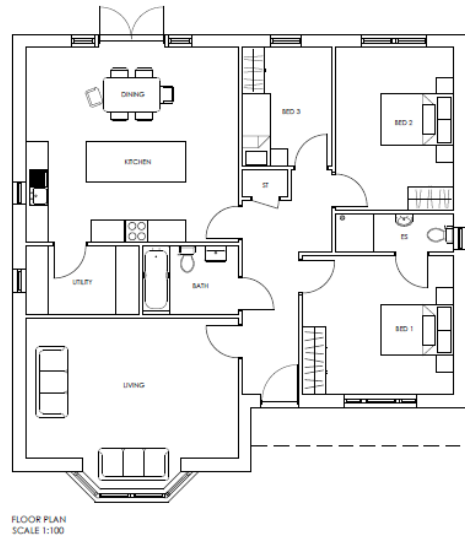 DINING
BED 3
BED 2
KITCHEN
ST
ES
UTILITY
BATH
BED 1
LIVING
FLOOR PLAN
SCALE 1:100